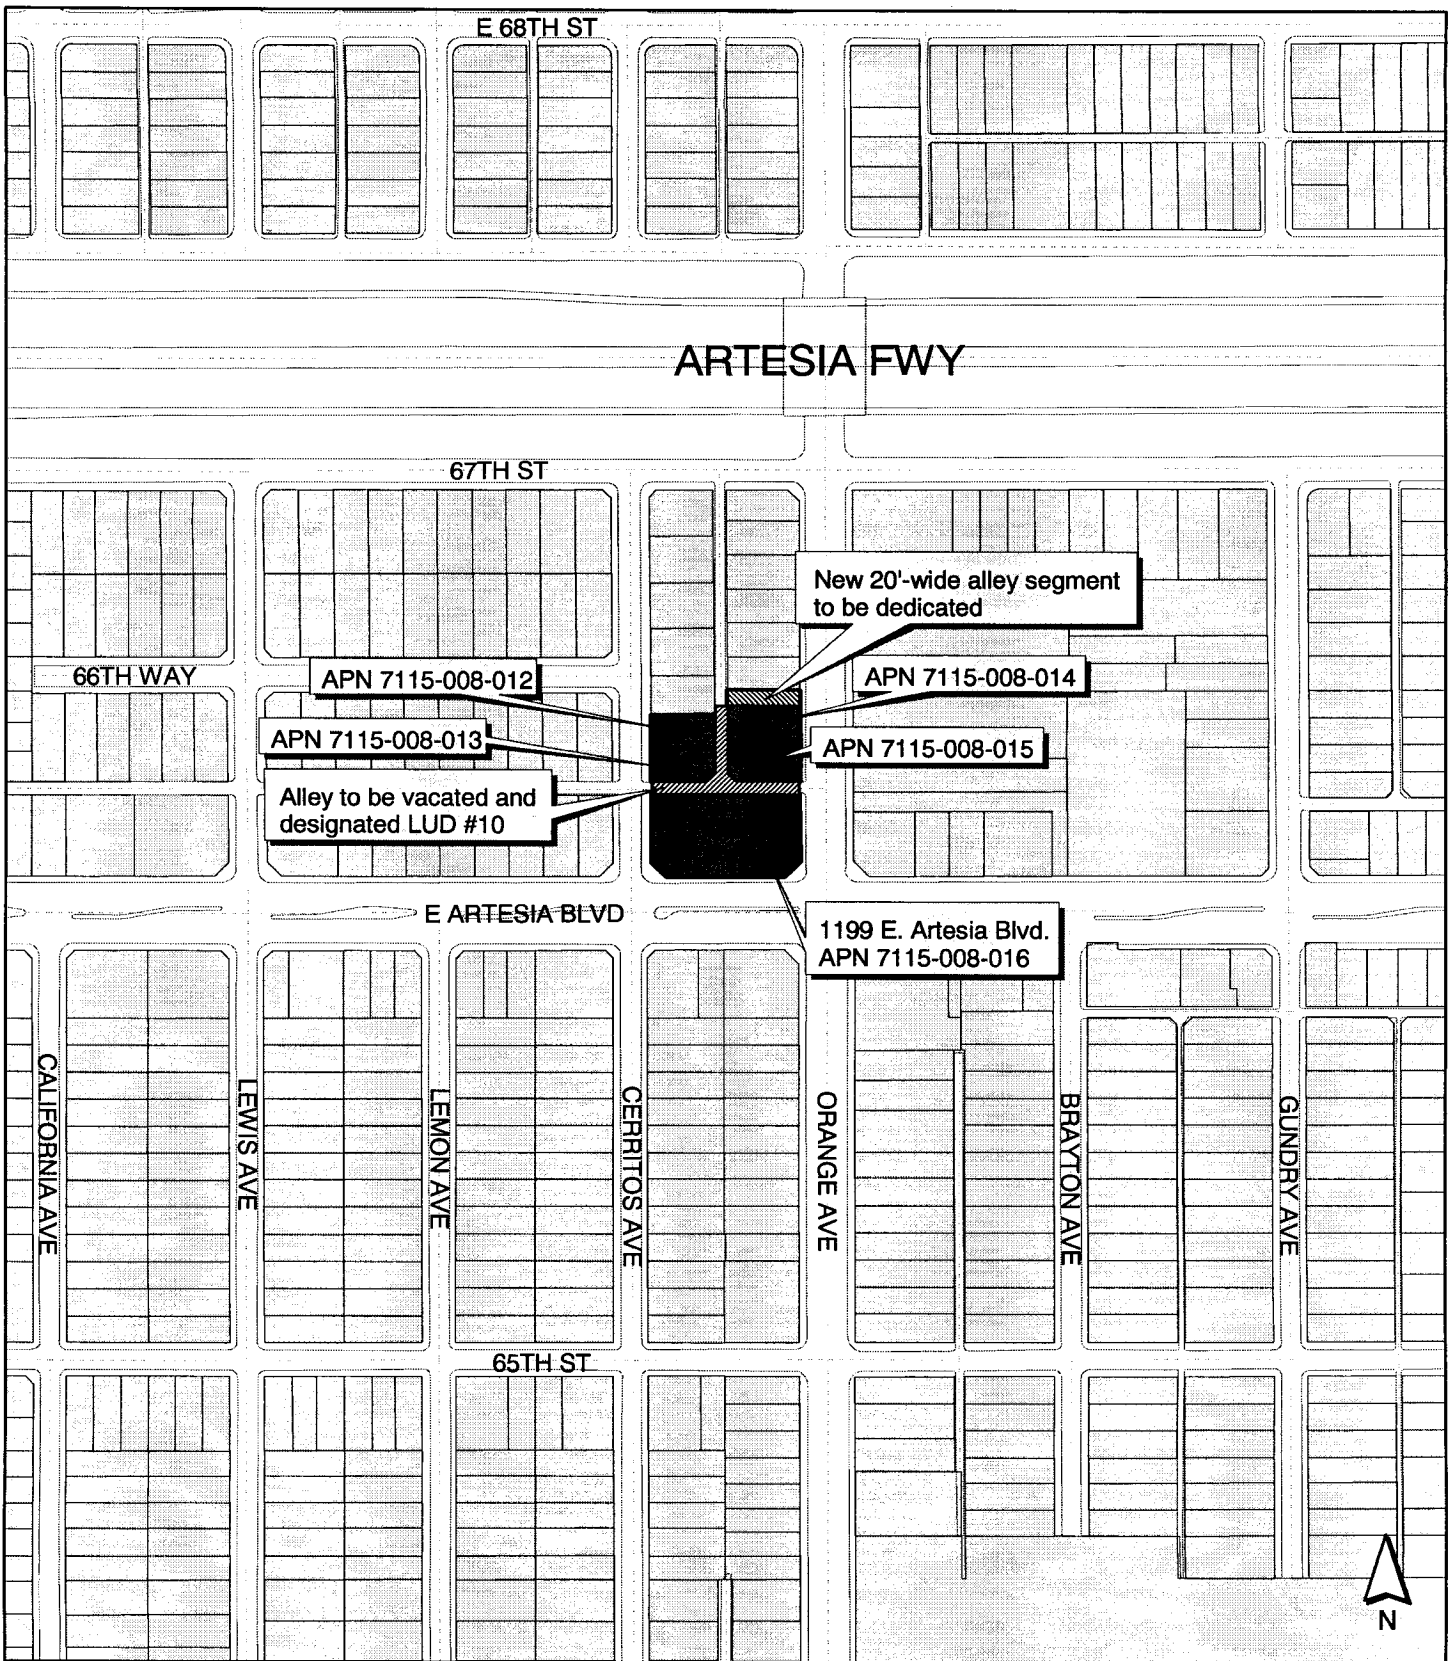 E 68TH ST
ARTESIA FWY
67TH ST
New 20'-wide alley segment
to be dedicated
66TH WAY
APN 7115-008-012
APN 7115-008-014
APN 7115-008-013
APN 7115-008-015
Alley to be vacated and
designated LUD #10
E ARTESIA BLVD
1199 E. Artesia Blvd.
APN 7115-008-016
CALIFORNIA AVE
LEWIS AVE
LEMON AVE
CERRITOS AVE
ORANGE AVE
BRAYTON AVE
GUNDRY AVE
65TH ST
N